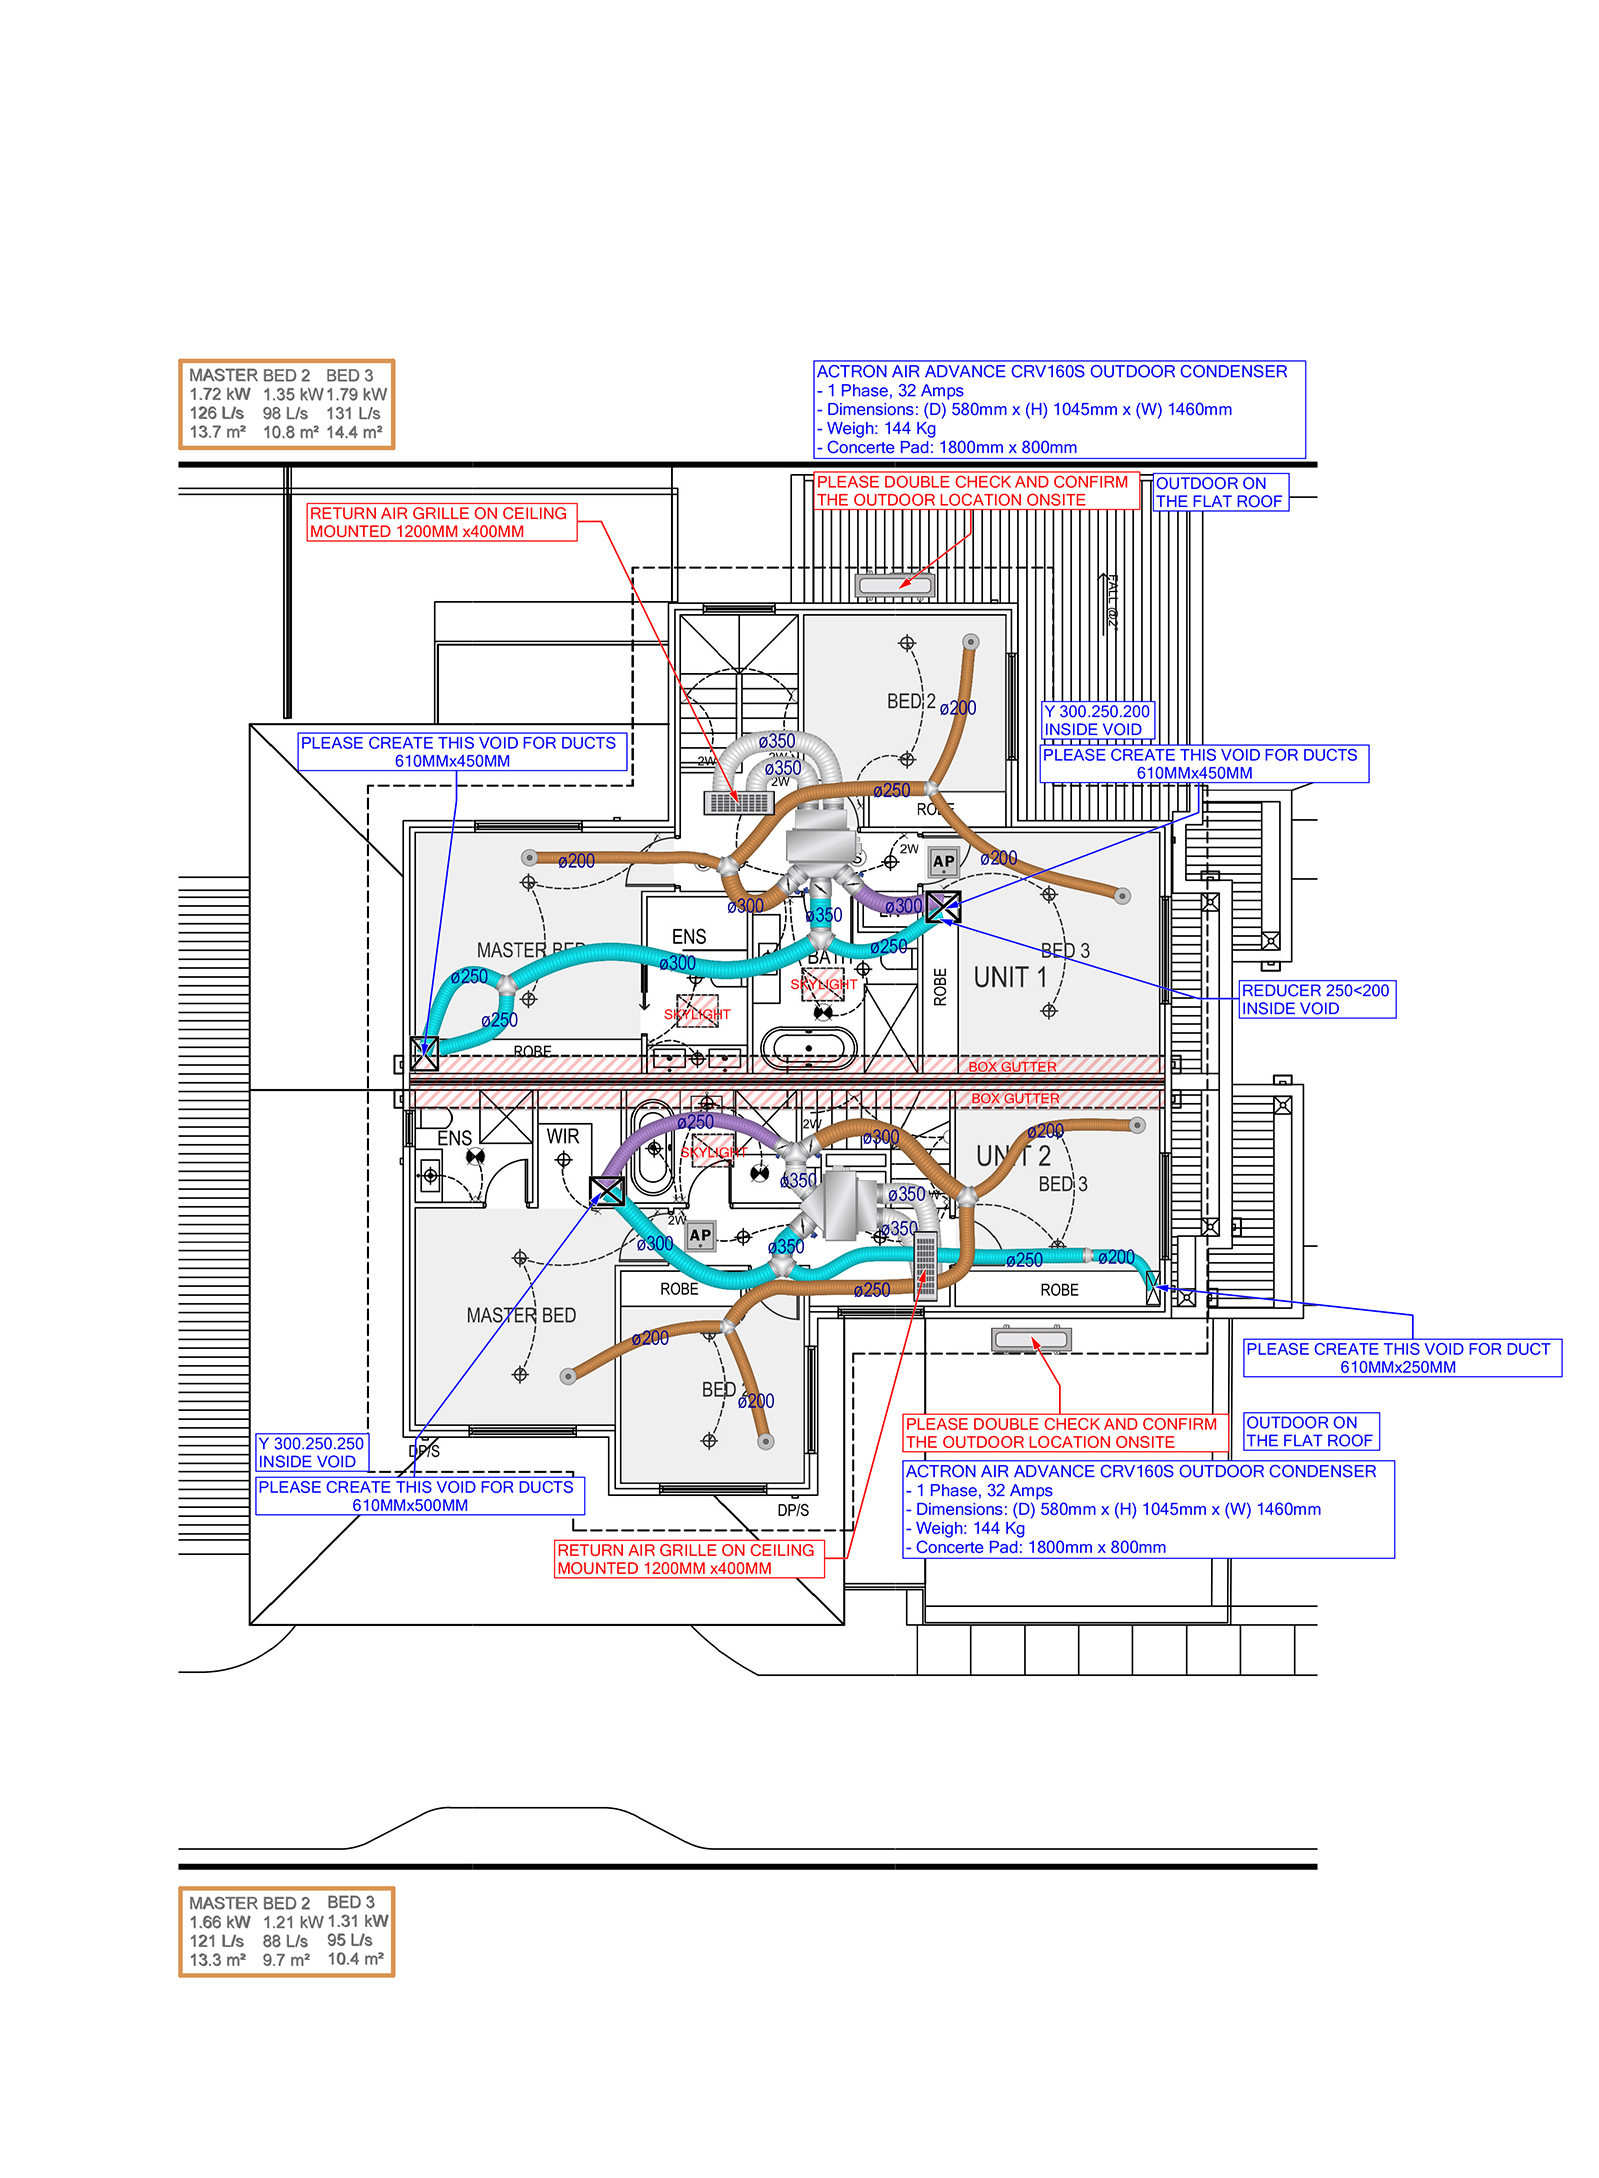 MASTER BED 2 BED 3
1.72 kW 1.35 kW 1.79 kW
126 L/s 98 L/s 131 L/s
13.7 m² 10.8 m² 14.4 m²
ACTRON AIR ADVANCE CRV160S OUTDOOR CONDENSER
- 1 Phase, 32 Amps
- Dimensions: (D) 580mm x (H) 1045mm x (W) 1460mm
- Weigh: 144 Kg
- Concerte Pad: 1800mm x 800mm
PLEASE DOUBLE CHECK AND CONFIRM
THE OUTDOOR LOCATION ONSITE
OUTDOOR ON
THE FLAT ROOF
RETURN AIR GRILLE ON CEILING
MOUNTED 1200MM x400MM
FALL @2°
BED 2
ø200
Y 300.250.200
INSIDE VOID
PLEASE CREATE THIS VOID FOR DUCTS
610MMx450MM
PLEASE CREATE THIS VOID FOR DUCTS
610MMx450MM
ø350
2W
2W
ø350
2W
ø250
ROBE
ø200
2W
AP
ø200
ø300
ø350
ø300
ENS
MASTER BED
ø250
BATH
BED 3
ø300
ø250
UNIT 1
SKYLIGHT
ROBE
REDUCER 250<200
INSIDE VOID
SKYLIGHT
ø250
ROBE
BOX GUTTER
BOX GUTTER
ø250
2W
ø300
ø200
ENS
WIR
SKYLIGHT
UNIT 2
ø350
BED 3
ø350
2W
AP
ø350
ø300
ø350
ø250
ø200
ROBE
ø250
ROBE
MASTER BED
ø200
BED 2
ø200
PLEASE CREATE THIS VOID FOR DUCT
610MMx250MM
PLEASE DOUBLE CHECK AND CONFIRM
THE OUTDOOR LOCATION ONSITE
OUTDOOR ON
THE FLAT ROOF
Y 300.250.250
INSIDE VOID
DP/S
PLEASE CREATE THIS VOID FOR DUCTS
610MMx500MM
ACTRON AIR ADVANCE CRV160S OUTDOOR CONDENSER
- 1 Phase, 32 Amps
- Dimensions: (D) 580mm x (H) 1045mm x (W) 1460mm
- Weigh: 144 Kg
- Concerte Pad: 1800mm x 800mm
DP/S
RETURN AIR GRILLE ON CEILING
MOUNTED 1200MM x400MM
MASTER BED 2 BED 3
1.66 kW 1.21 kW 1.31 kW
121 L/s 88 L/s 95 L/s
13.3 m² 9.7 m² 10.4 m²